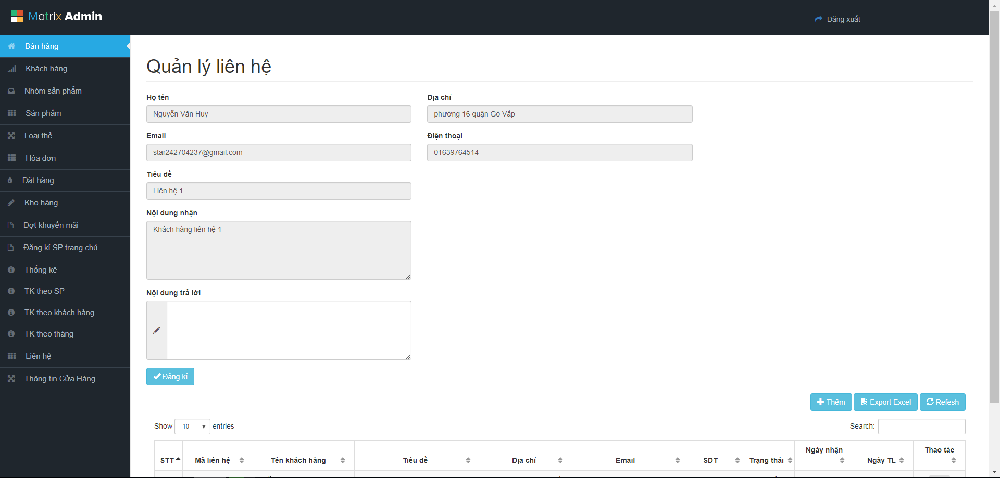 Matrix Admin
Đăng xuất
Bán hàng
Khách hàng
Nhóm sản phẩm
Sản phẩm
Loại thẻ
Hóa đơn
Đặt hàng
Kho hàng
Đợt khuyến mãi
Đăng kí SP trang chủ
Thống kê
TK theo SP
TK theo khách hàng
TK theo tháng
Liên hệ
Thông tin Cửa Hàng
Quản lý liên hệ
Họ tên
Địa chỉ
Nguyễn Văn Huy
phường 16 quận Gò Vấp
Email
Điện thoại
star242704237@gmail.com
01639764514
Tiêu đề
Liên hệ 1
Nội dung nhận
Khách hàng liên hệ 1
Nội dung trả lời
Đăng kí
Thêm
Export Excel
Refesh
Show 10 entries
Search:
STT
Mã liên hệ
Tên khách hàng
Tiêu đề
Địa chỉ
Email
SĐT
Trạng thái
Ngày nhận
Ngày TL
Thao tác